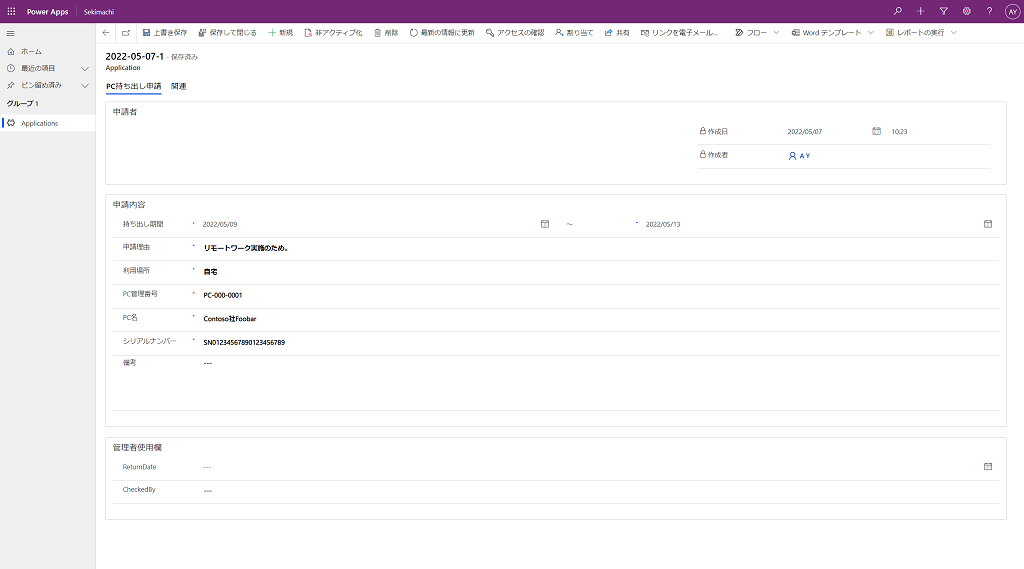 Power Apps Sekimachi AY
上書き保存 保存して閉じる 新規 非アクティブ化 削除 最新の情報に更新 アクセスの確認 割り当て 共有 リンクを電子メール... フロー Word テンプレート レポートの実行
ホーム
最近の項目
ピン留め済み
グループ 1
Applications
2022-05-07-1 - 保存済み
Application
PC持ち出し申請 関連
申請者
作成日 2022/05/07 10:23
作成者 A Y
申請内容
持ち出し期間 * 2022/05/09 ～ * 2022/05/13
申請理由 * リモートワーク実施のため。
利用場所 * 自宅
PC管理番号 * PC-000-0001
PC名 * Contoso社Foobar
シリアルナンバー * SN01234567890123456789
備考 ---
管理者使用欄
ReturnDate ---
CheckedBy ---